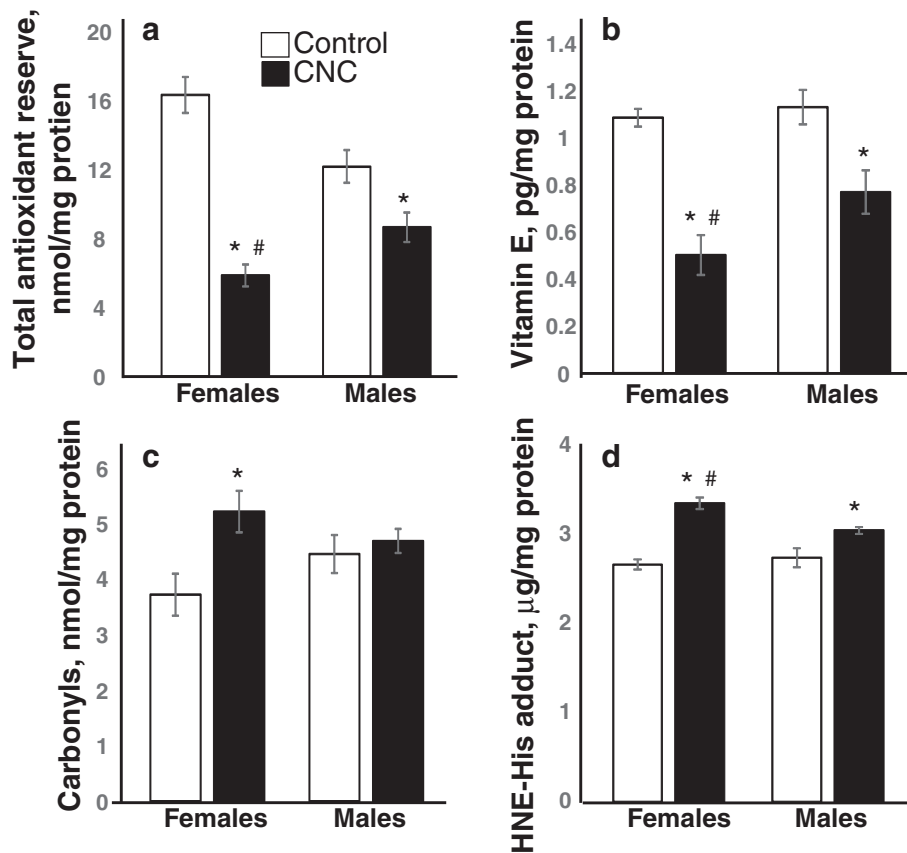 Total antioxidant reserve,
nmol/mg protien
a
Control
CNC
20
16
12
8
4
0
*
* #
Females Males
Vitamin E, pg/mg protein
b
1.4
1.2
1
0.8
0.6
0.4
0.2
0
*
* #
Females Males
Carbonyls, nmol/mg protein
c
6
5
4
3
2
1
0
*
Females Males
HNE-His adduct, µg/mg protein
d
4
3
2
1
0
* #
*
Females Males